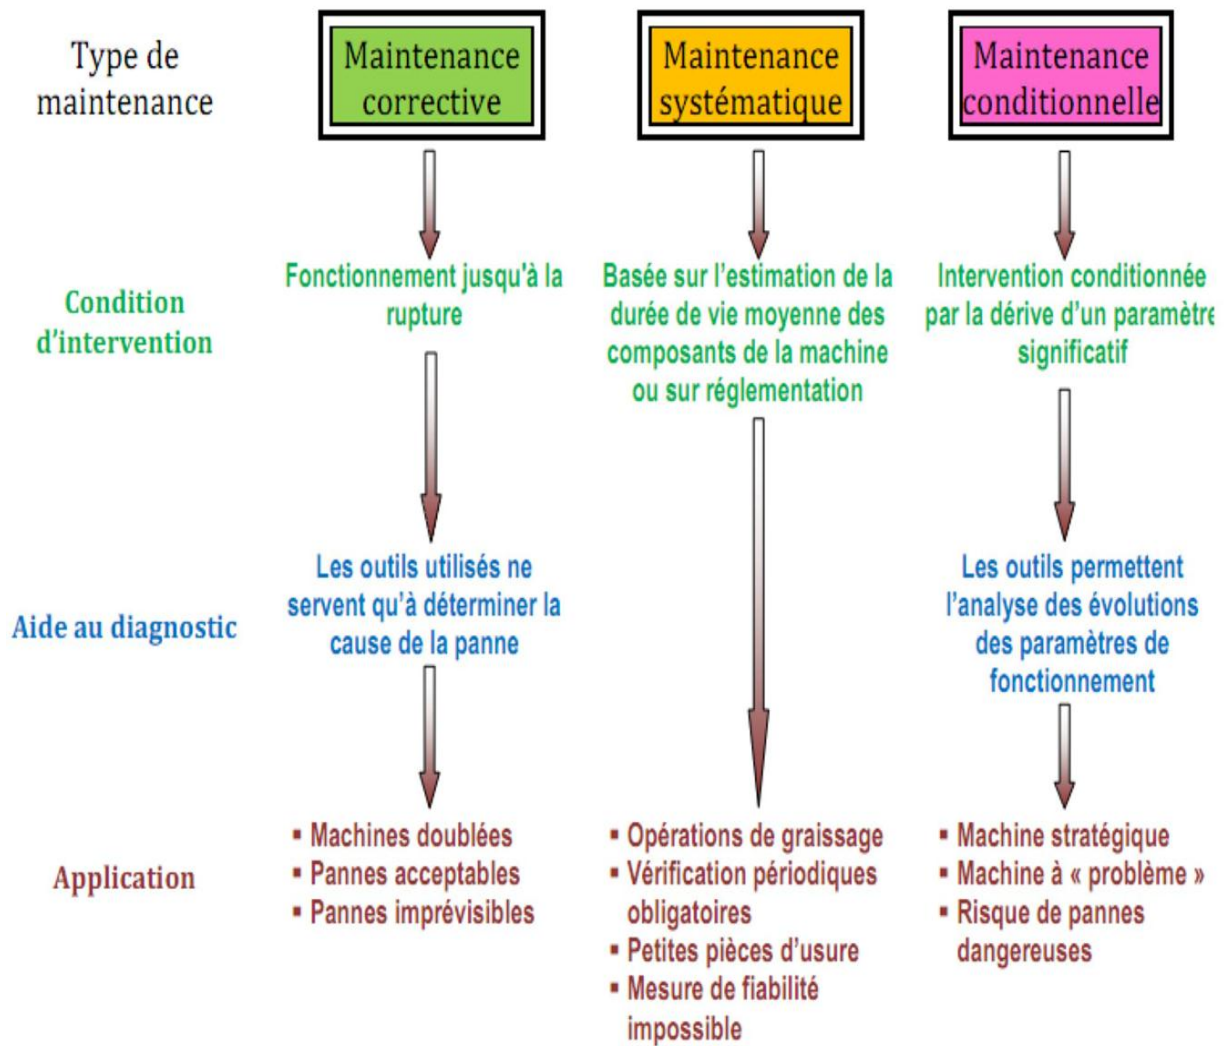 Type de
maintenance
Maintenance
corrective
Maintenance
systématique
Maintenance
conditionnelle
Condition
d'intervention
Fonctionnement jusqu'à la
rupture
Basée sur l'estimation de la
durée de vie moyenne des
composants de la machine
ou sur réglementation
Intervention conditionnée
par la dérive d'un paramètre
significatif
Aide au diagnostic
Les outils utilisés ne
servent qu'à déterminer la
cause de la panne
Les outils permettent
l'analyse des évolutions
des paramètres de
fonctionnement
Application
▪ Machines doublées
▪ Pannes acceptables
▪ Pannes imprévisibles
▪ Opérations de graissage
▪ Vérification périodiques
obligatoires
▪ Petites pièces d'usure
▪ Mesure de fiabilité
impossible
▪ Machine stratégique
▪ Machine à « problème »
▪ Risque de pannes
dangereuses